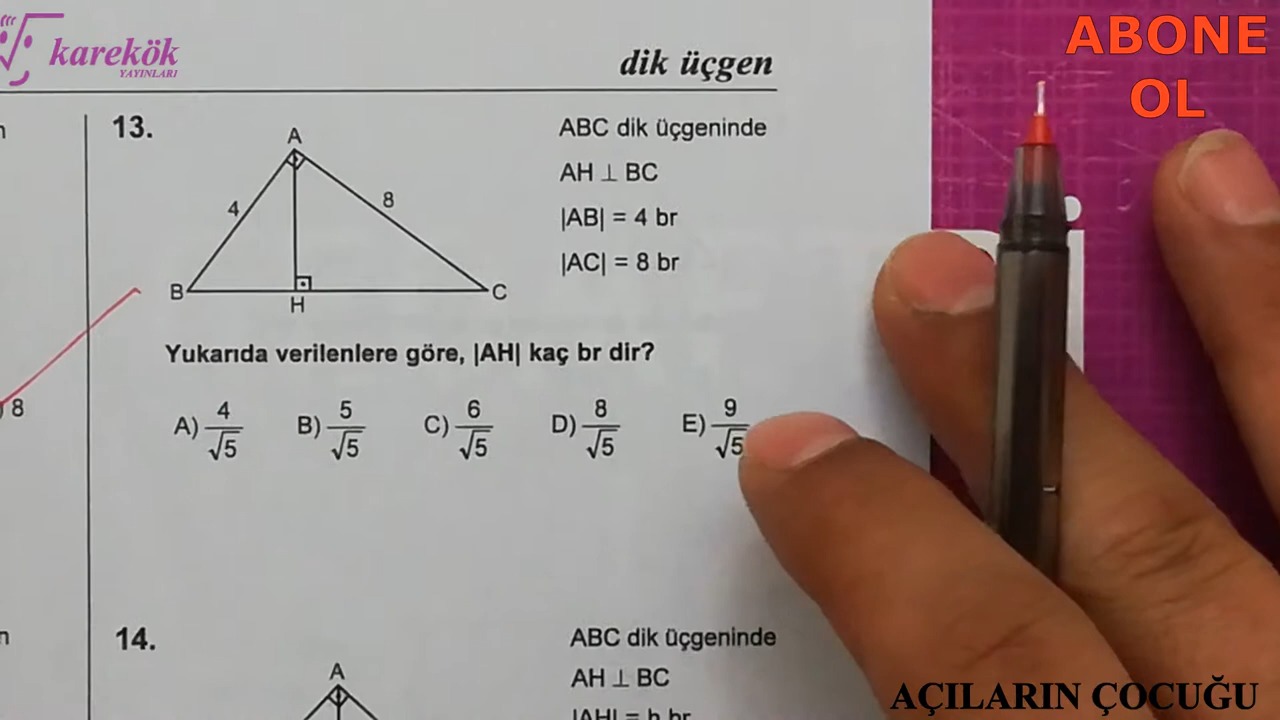 karekök
YAYINLARI
dik üçgen
ABONE
OL
13.
A
4
8
B
H
C
ABC dik üçgeninde
AH ⊥ BC
|AB| = 4 br
|AC| = 8 br
Yukarıda verilenlere göre, |AH| kaç br dir?
A) 4/√5 B) 5/√5 C) 6/√5 D) 8/√5 E) 9/√5
) 8
14.
A
ABC dik üçgeninde
AH ⊥ BC
|AH| = h br
AÇILARIN ÇOCUĞU